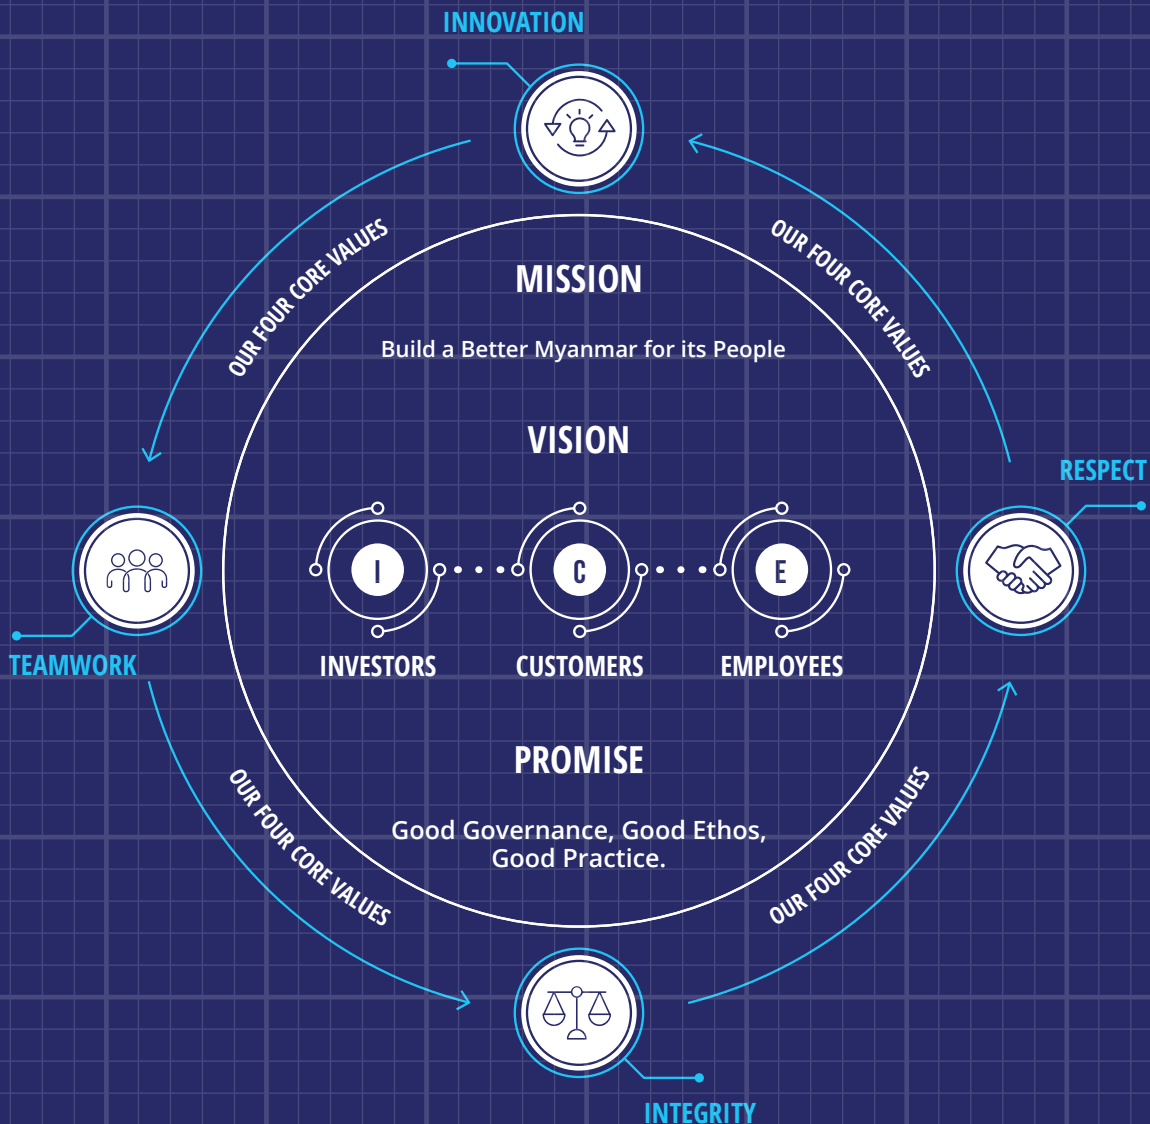 INNOVATION
OUR FOUR CORE VALUES
OUR FOUR CORE VALUES
MISSION
Build a Better Myanmar for its People
VISION
RESPECT
I
C
E
TEAMWORK
INVESTORS
CUSTOMERS
EMPLOYEES
PROMISE
Good Governance, Good Ethos,
Good Practice.
OUR FOUR CORE VALUES
OUR FOUR CORE VALUES
INTEGRITY